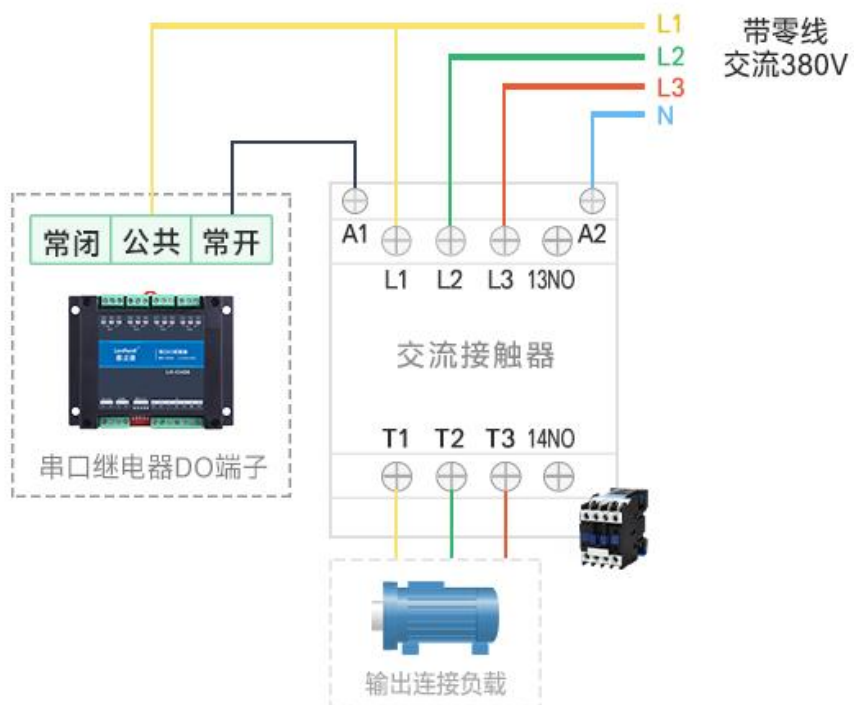 L1
L2
L3
N
带零线
交流380V
常闭 公共 常开
A1
A2
L1 L2 L3 13NO
交流接触器
T1 T2 T3 14NO
串口继电器DO端子
输出连接负载